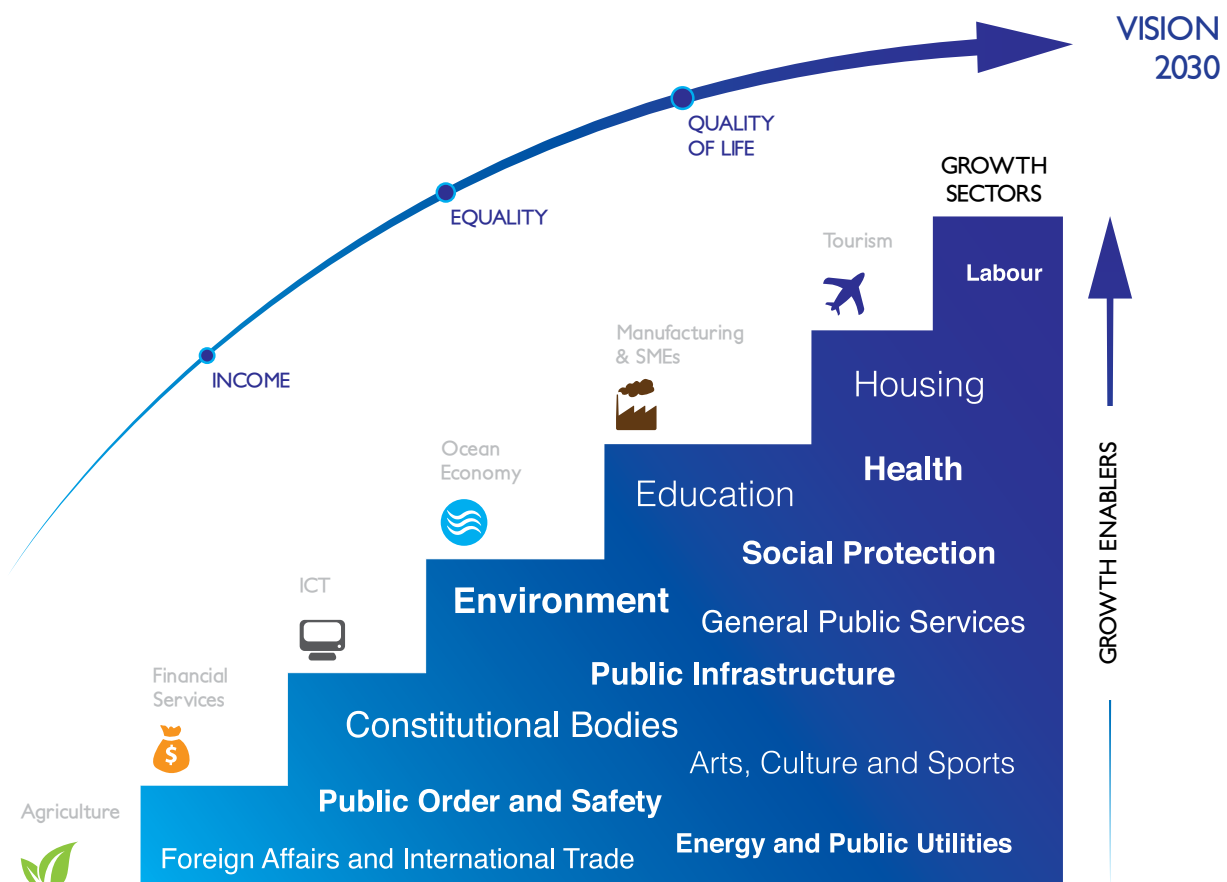 VISION
2030
QUALITY
OF LIFE
EQUALITY
INCOME
GROWTH
SECTORS
Tourism
Labour
Manufacturing
& SMEs
Housing
Ocean
Economy
Health
Education
Social Protection
ICT
Environment
General Public Services
GROWTH ENABLERS
Financial
Services
Public Infrastructure
$
Constitutional Bodies
Arts, Culture and Sports
Agriculture
Public Order and Safety
Energy and Public Utilities
Foreign Affairs and International Trade